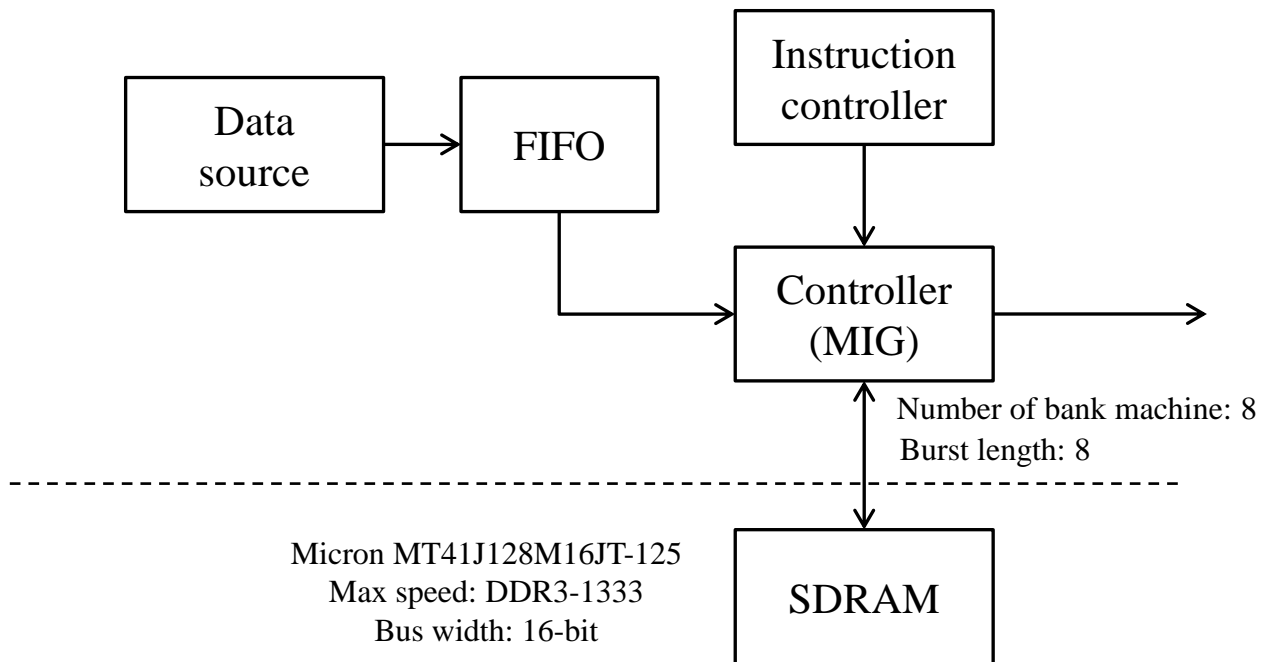 Instruction
controller
Data
source
FIFO
Controller
(MIG)
Number of bank machine: 8
Burst length: 8
Micron MT41J128M16JT-125
Max speed: DDR3-1333
Bus width: 16-bit
SDRAM